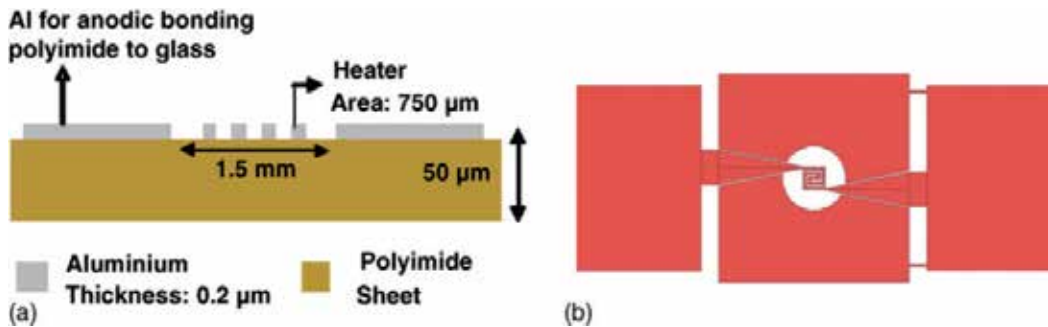 Al for anodic bonding
polyimide to glass
Heater
Area: 750 µm
1.5 mm
50 µm
Aluminium
Thickness: 0.2 µm
Polyimide
Sheet
(a)
(b)